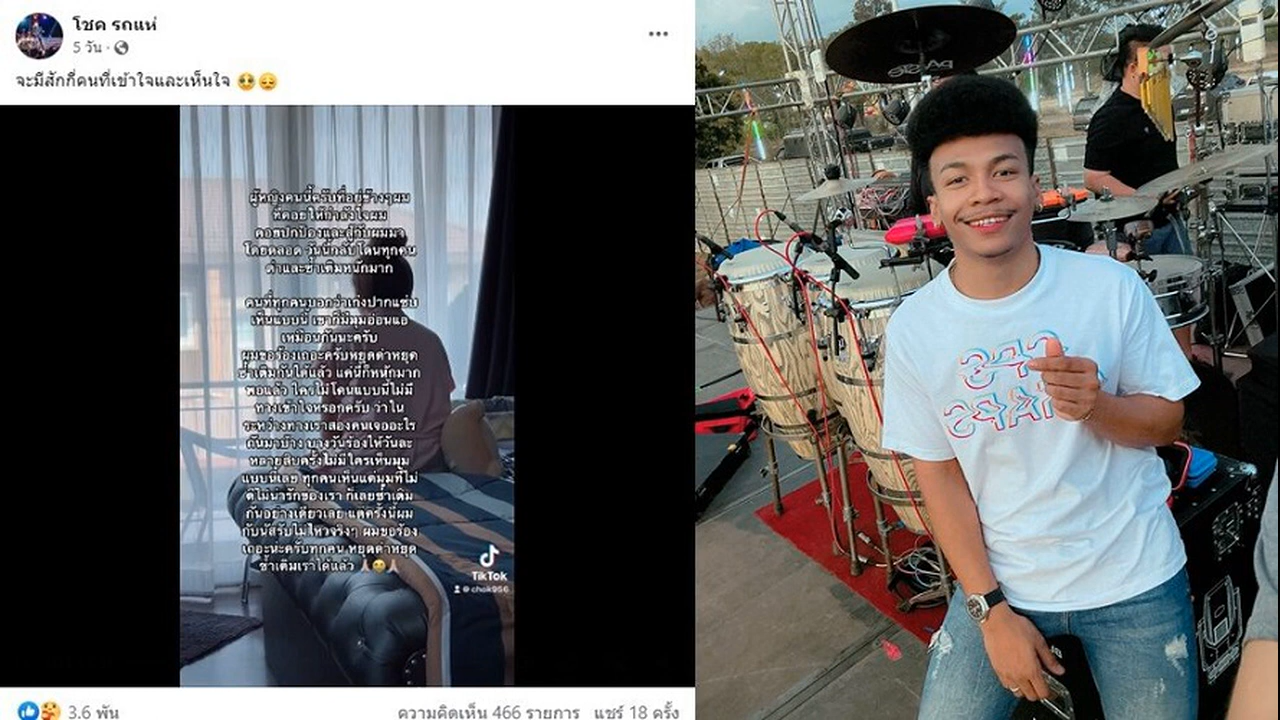 โชค รถแห่
5 วัน ·
จะมีสักกี่คนที่เข้าใจและเห็นใจ 🥹😔
ผู้หญิงคนนี้ครับที่อยู่ข้างๆผม
ที่คอยให้กำลังใจผม
คอยปกป้องและสู้รับผมมา
โดยตลอด วันนี้กลับโดนทุกคน
ด่าและซ้ำเติมหนักมาก
คนที่ทุกคนบอกว่าเก่งปากแซ่บ
เห็นแบบนี้ เขาก็มีมุมอ่อนแอ
เหมือนกันนะครับ
ผมขอร้องเถอะครับหยุดด่าหยุด
ซ้ำเติมกันได้แล้ว แค่นี้ก็หนักมาก
พอแล้ว ใครไม่โดนแบบนี้ไม่มี
ทางเข้าใจหรอกครับ ว่าใน
ระหว่างทางเราสองคนเจออะไร
กันมาบ้าง บางวันร้องไห้วันละ
หลายสิบครั้งไม่มีใครเห็นมุม
แบบนี้เลย ทุกคนเห็นแต่มุมที่ไม่
ดีไม่น่ารักของเรา ก็เลยซ้ำเติม
กันอย่างเดียวเลย แต่ครั้งนี้ผม
กับนัสรับไม่ไหวจริงๆ ผมขอร้อง
เถอะน่ะครับทุกคน หยุดด่าหยุด
ซ้ำเติมเราได้แล้ว 🙏😢🙏
TikTok
@chok956
3.6 พัน
ความคิดเห็น 466 รายการ แชร์ 18 ครั้ง